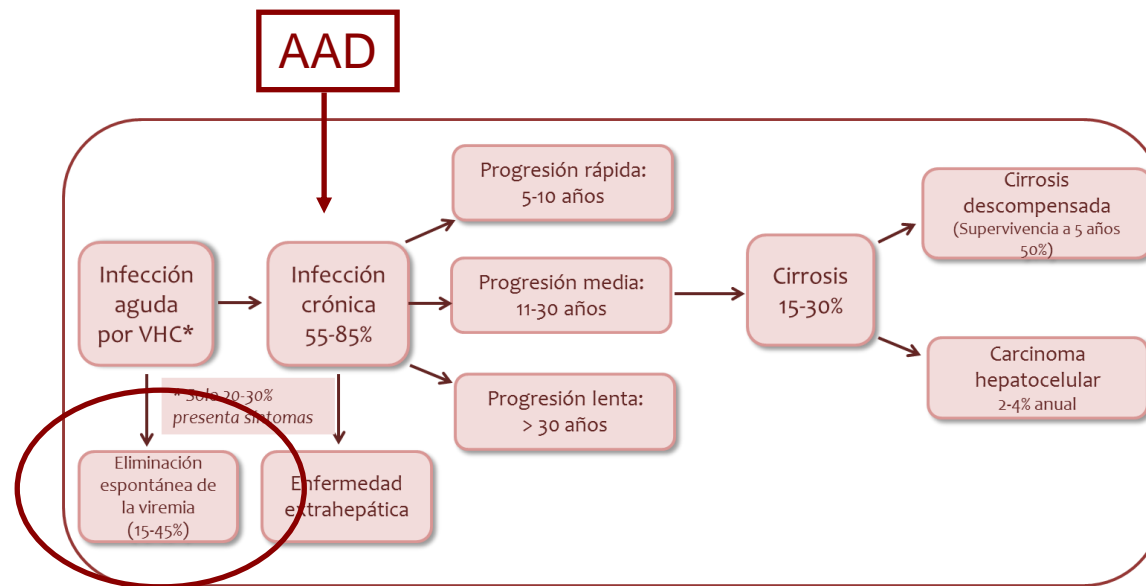 AAD
Infección
aguda
por VHC*
Infección
crónica
55-85%
Progresión rápida:
5-10 años
Progresión media:
11-30 años
Progresión lenta:
> 30 años
Cirrosis
15-30%
Cirrosis
descompensada
(Supervivencia a 5 años
50%)
Carcinoma
hepatocelular
2-4% anual
* Solo 20-30%
presenta síntomas
Eliminación
espontánea de
la viremia
(15-45%)
Enfermedad
extrahepática